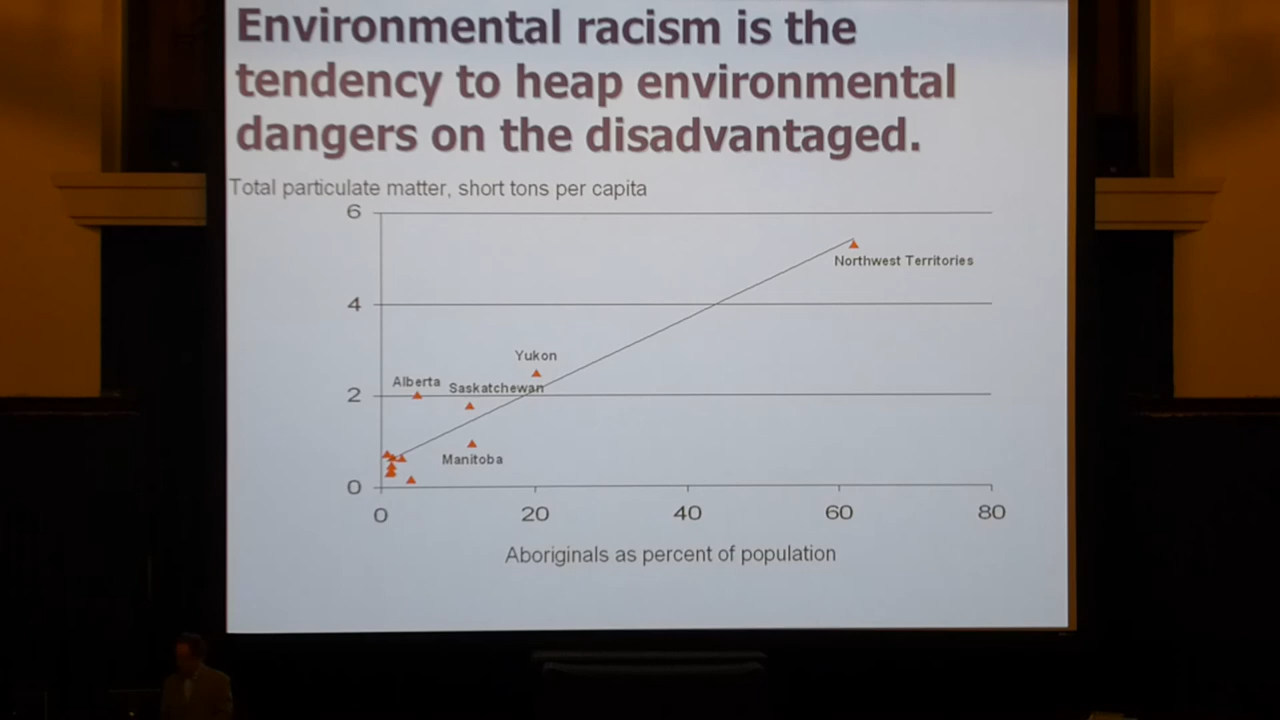 Environmental racism is the
tendency to heap environmental
dangers on the disadvantaged.
Total particulate matter, short tons per capita
6
Northwest Territories
4
Yukon
Alberta
Saskatchewan
2
Manitoba
0
0 20 40 60 80
Aboriginals as percent of population